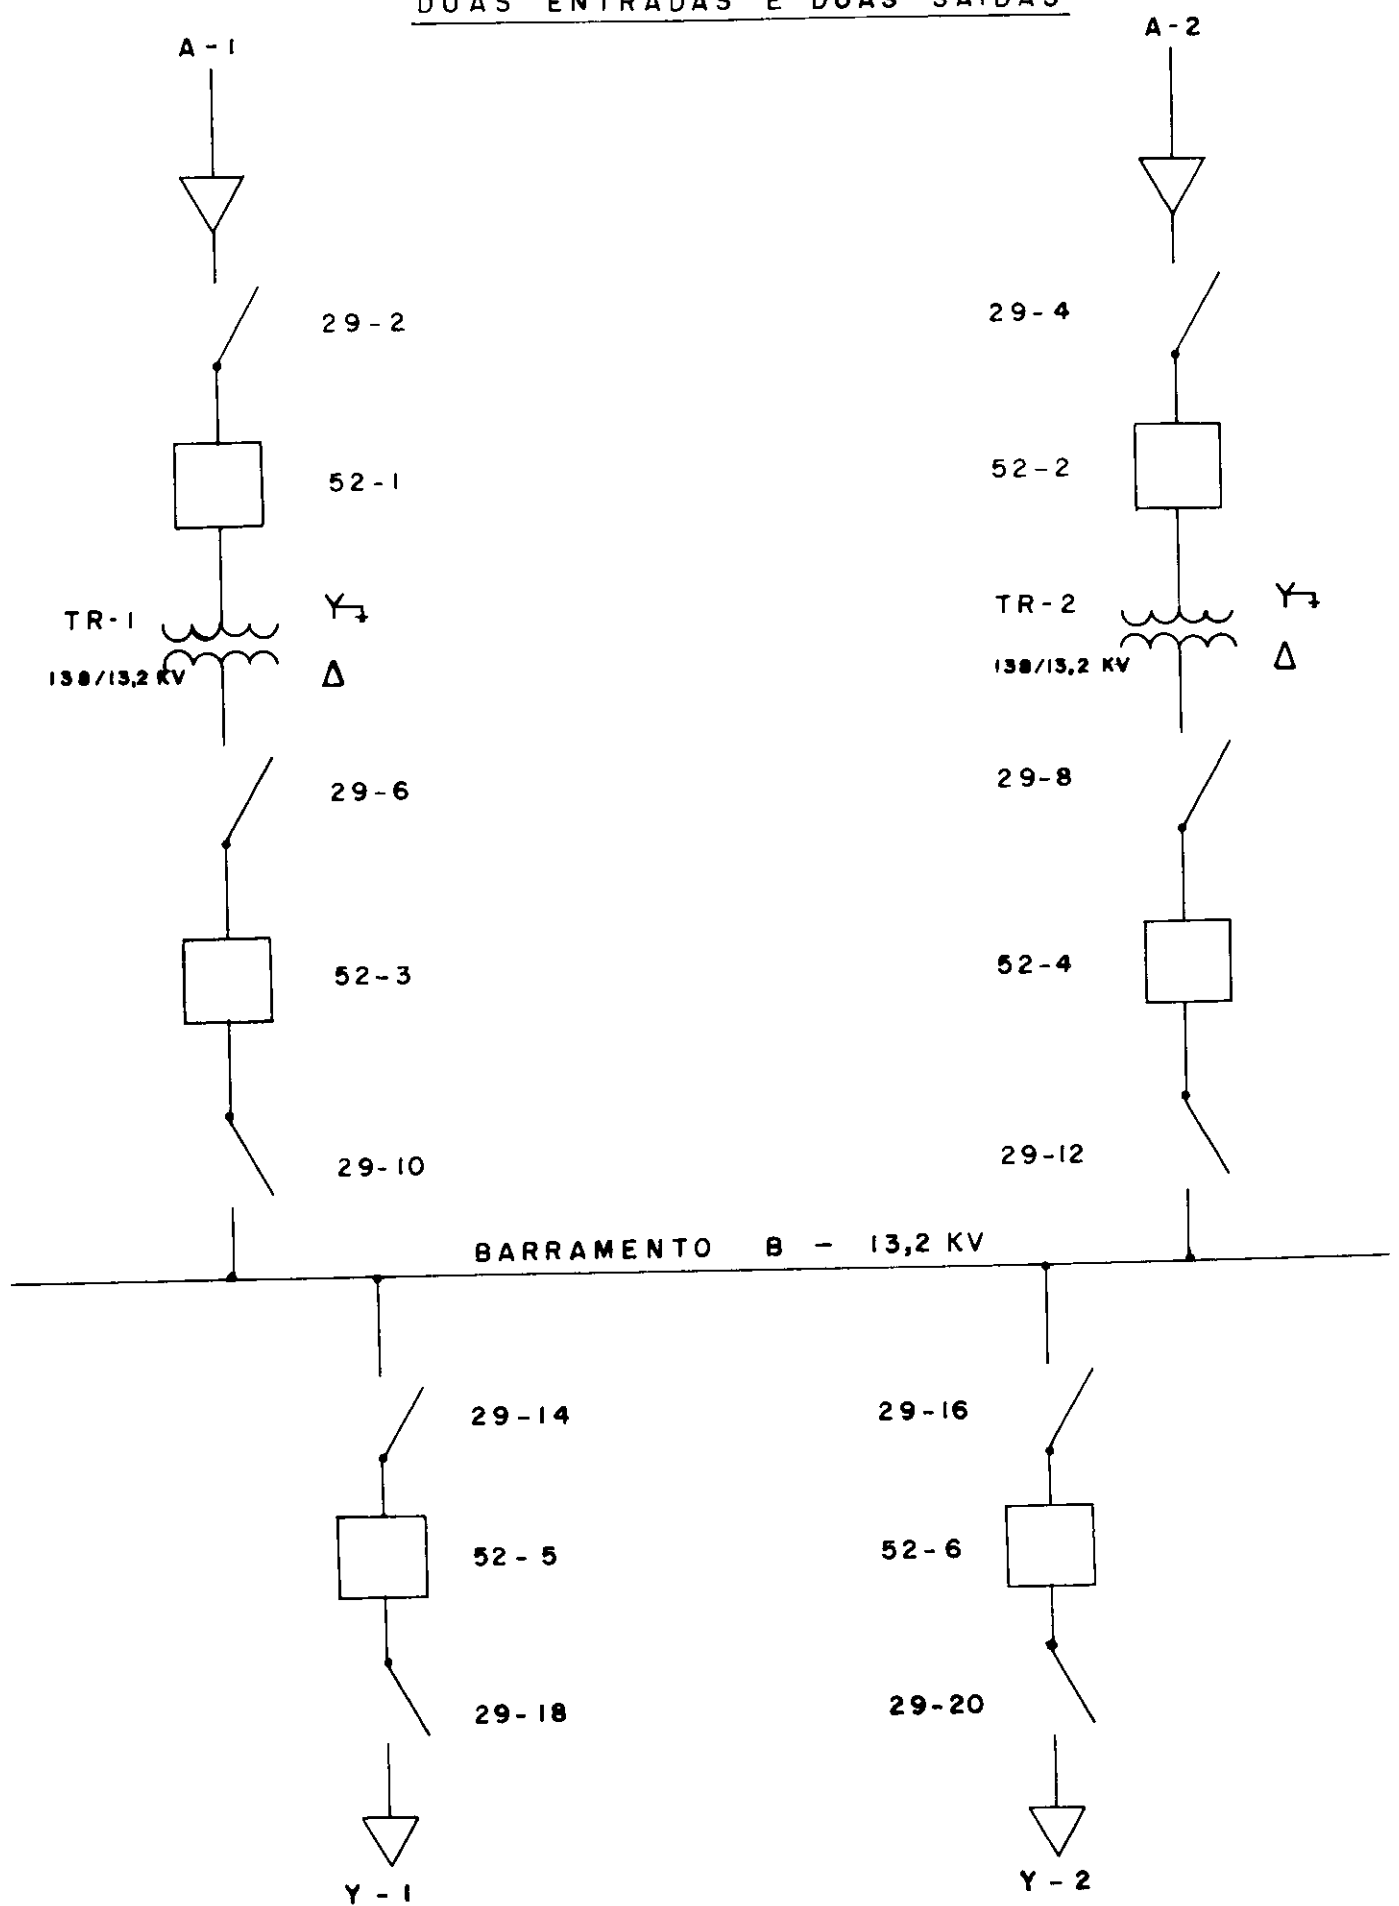 DUAS ENTRADAS E DUAS SAÍDAS
A-1
A-2
29-2
29-4
52-1
52-2
TR-1
Y
TR-2
Y
138/13,2 KV
Δ
138/13,2 KV
Δ
29-6
29-8
52-3
52-4
29-10
29-12
BARRAMENTO B - 13,2 KV
29-14
29-16
52-5
52-6
29-18
29-20
Y-1
Y-2